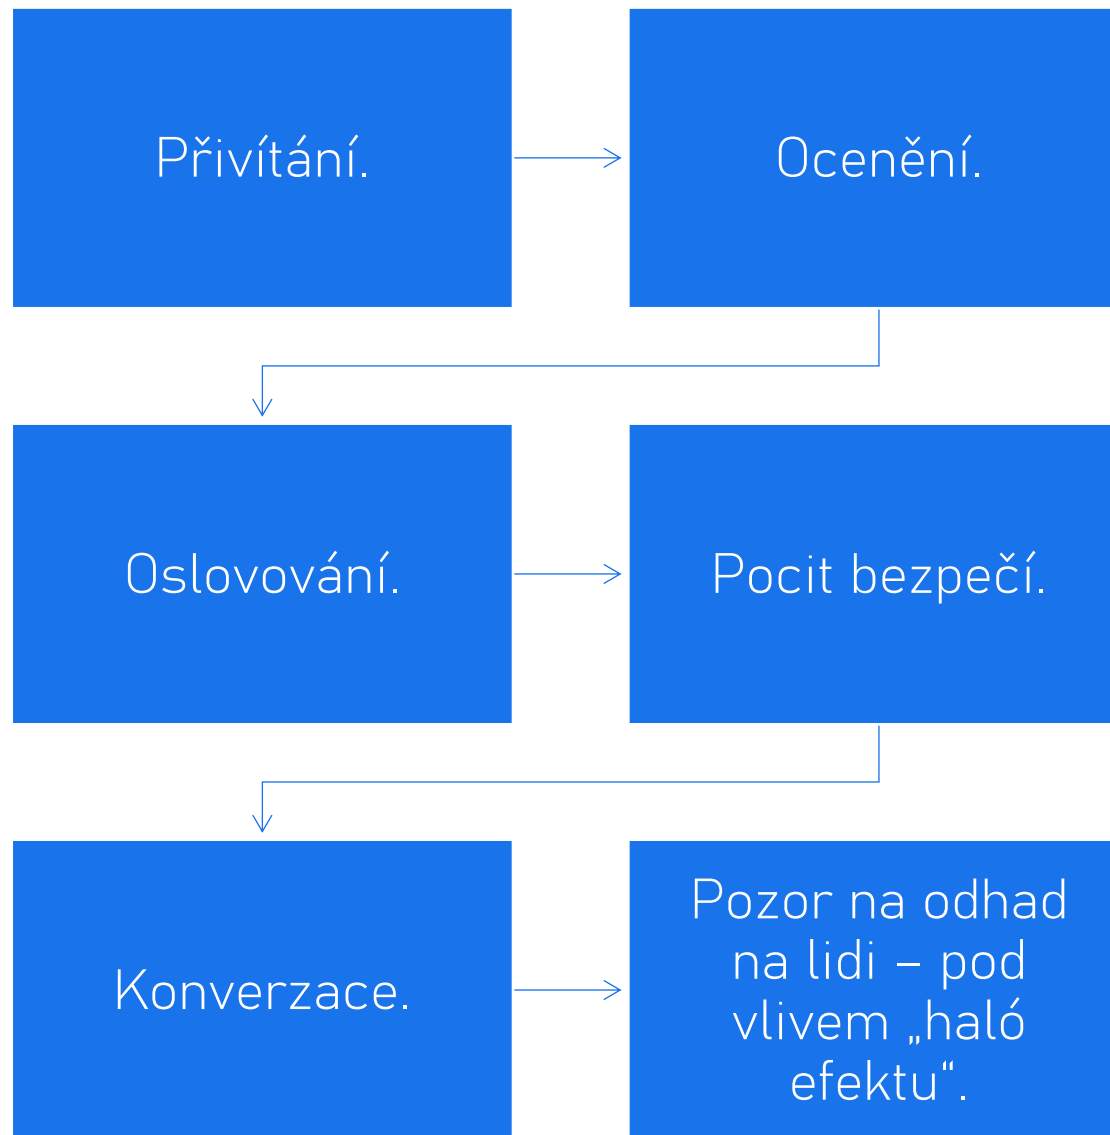 Přivítání.
Ocenění.
Oslovování.
Pocit bezpečí.
Konverzace.
Pozor na odhad
na lidi – pod
vlivem „haló
efektu“.